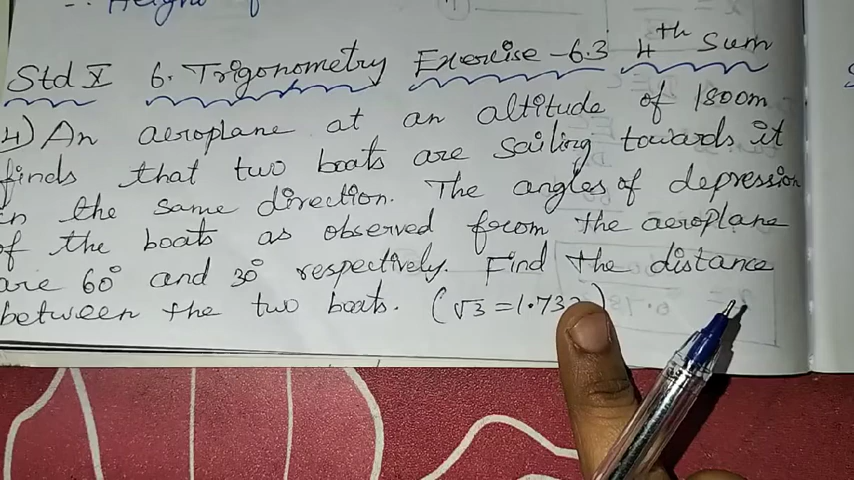 ∴ Height of
Std X 6. Trigonometry Exercise - 6.3 4th sum
4) An aeroplane at an altitude of 1800m
finds that two boats are sailing towards it
in the same direction. The angles of depression
of the boats as observed from the aeroplane
are 60° and 30° respectively. Find the distance
between the two boats. (√3 = 1.732)